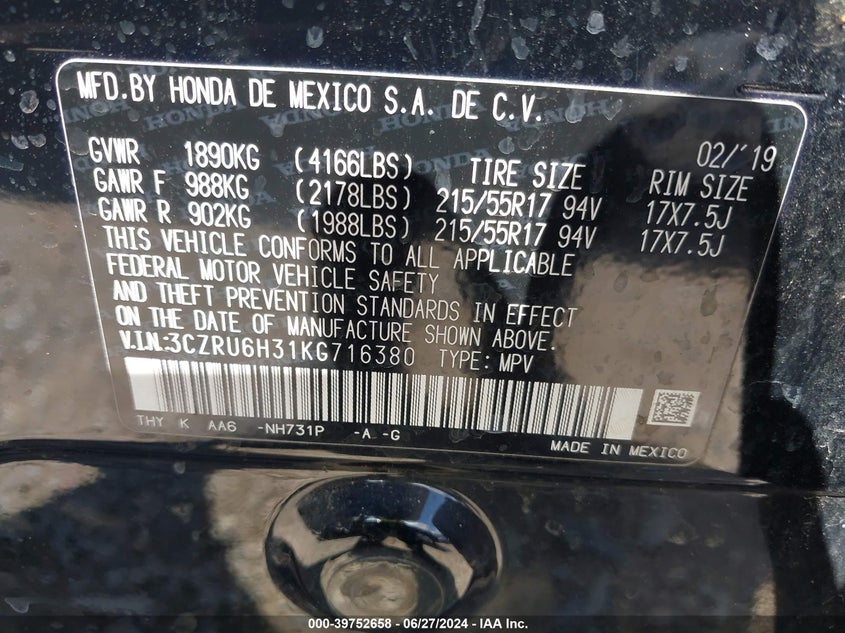 MFD.BY HONDA DE MEXICO S.A. DE C.V.
02/'19
GVWR 1890KG (4166LBS) TIRE SIZE RIM SIZE
GAWR F 988KG (2178LBS) 215/55R17 94V 17X7.5J
GAWR R 902KG (1988LBS) 215/55R17 94V 17X7.5J
THIS VEHICLE CONFORMS TO ALL APPLICABLE
FEDERAL MOTOR VEHICLE SAFETY
AND THEFT PREVENTION STANDARDS IN EFFECT
ON THE DATE OF MANUFACTURE SHOWN ABOVE.
V.I.N.:3CZRU6H31KG716380 TYPE: MPV
THY K AA6 -NH731P -A -G
MADE IN MEXICO
000-39752658 - 06/27/2024 - IAA Inc.